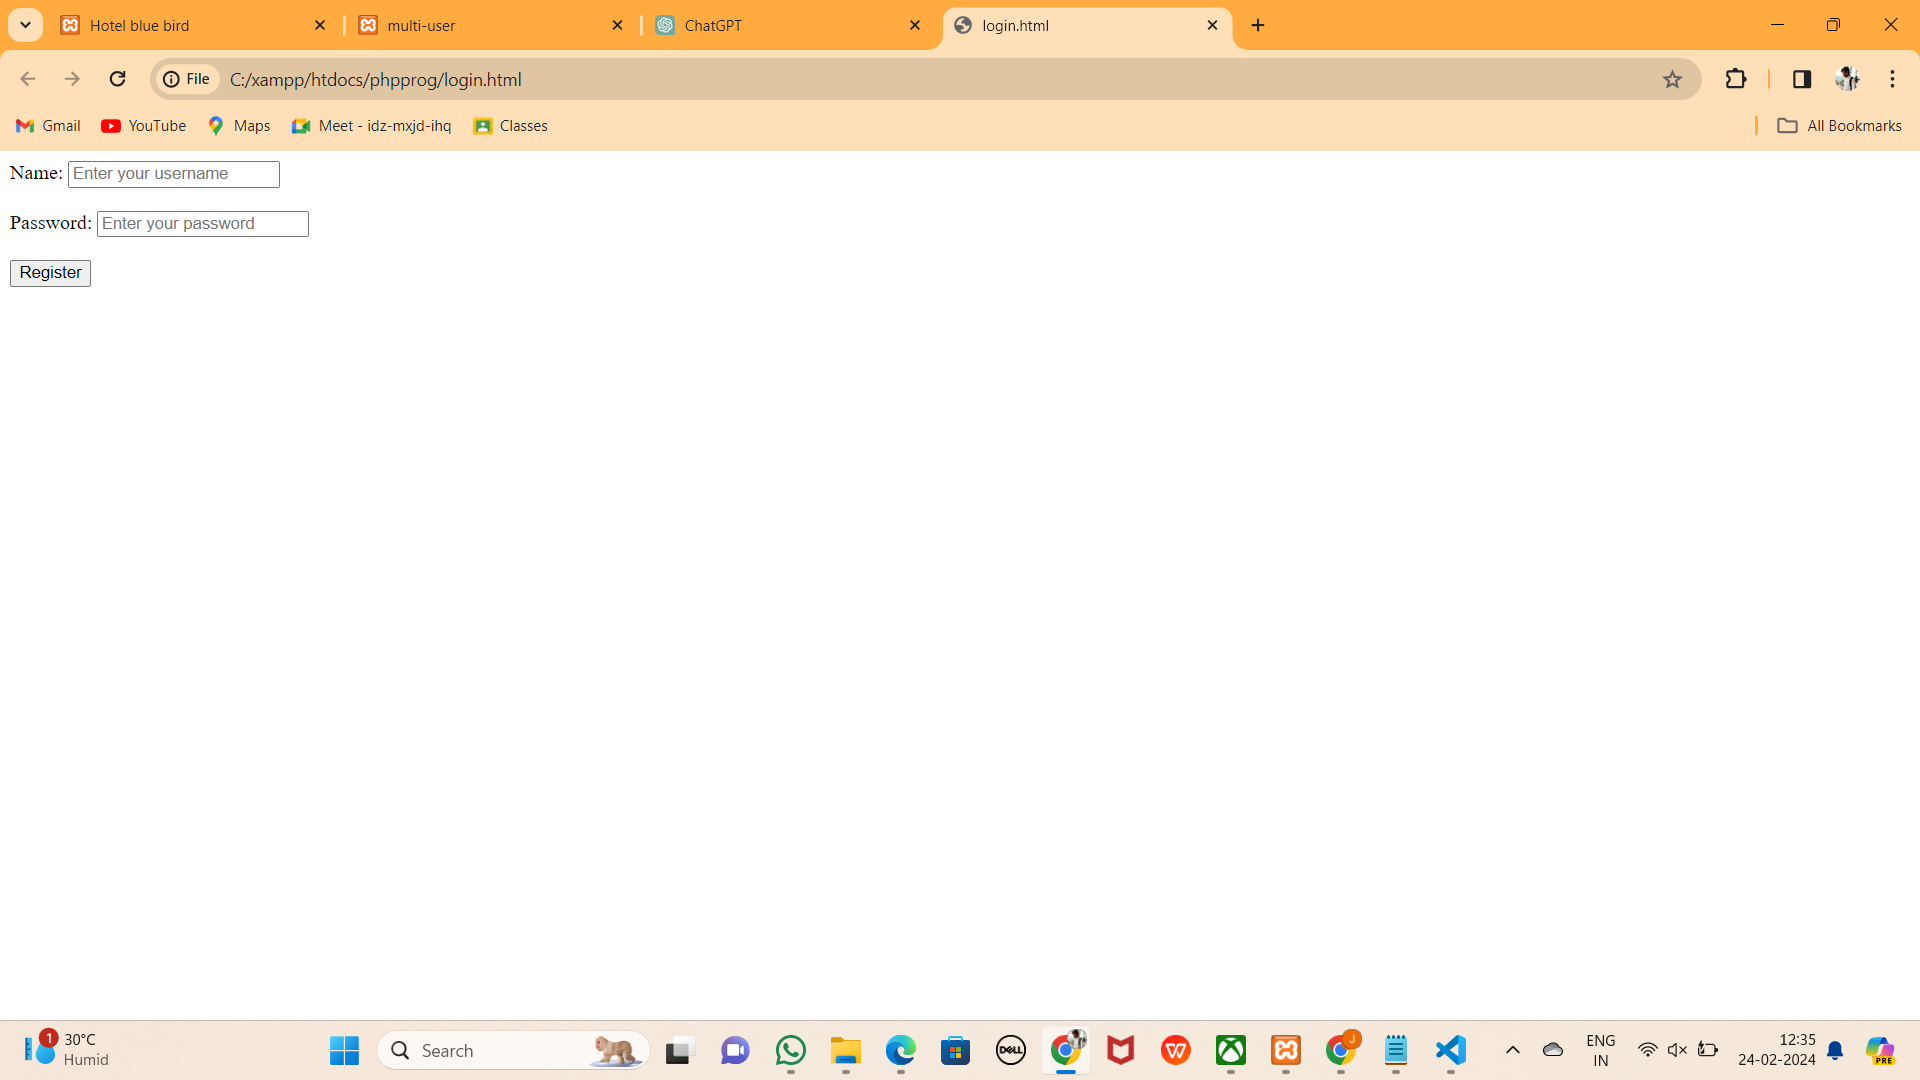 Hotel blue bird
multi-user
ChatGPT
login.html
File
C:/xampp/htdocs/phpprog/login.html
Gmail
YouTube
Maps
Meet - idz-mxjd-ihq
Classes
All Bookmarks
Name: Enter your username
Password: Enter your password
Register
1
30°C
Humid
Search
DELL
W
J
ENG
IN
12:35
24-02-2024
PRE